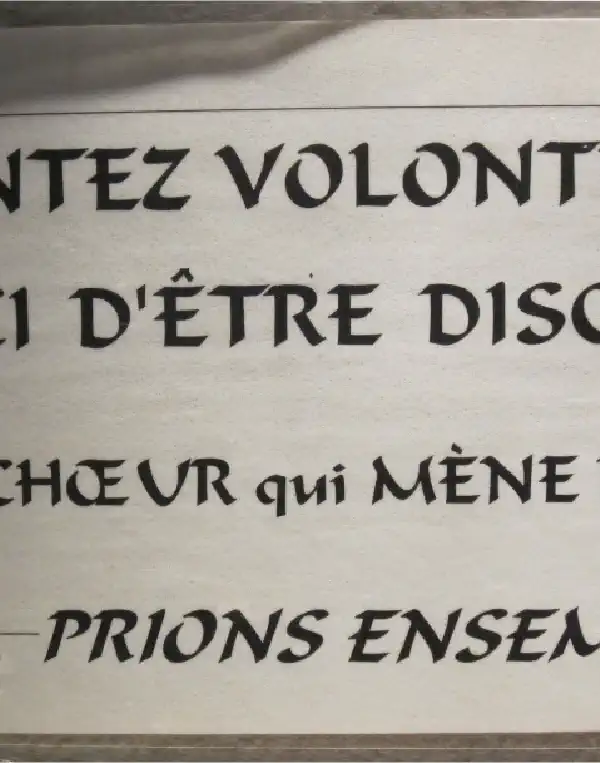 NTEZ VOLONT
CI D'ÊTRE DISC
CHŒUR qui MÈNE
PRIONS ENSEM